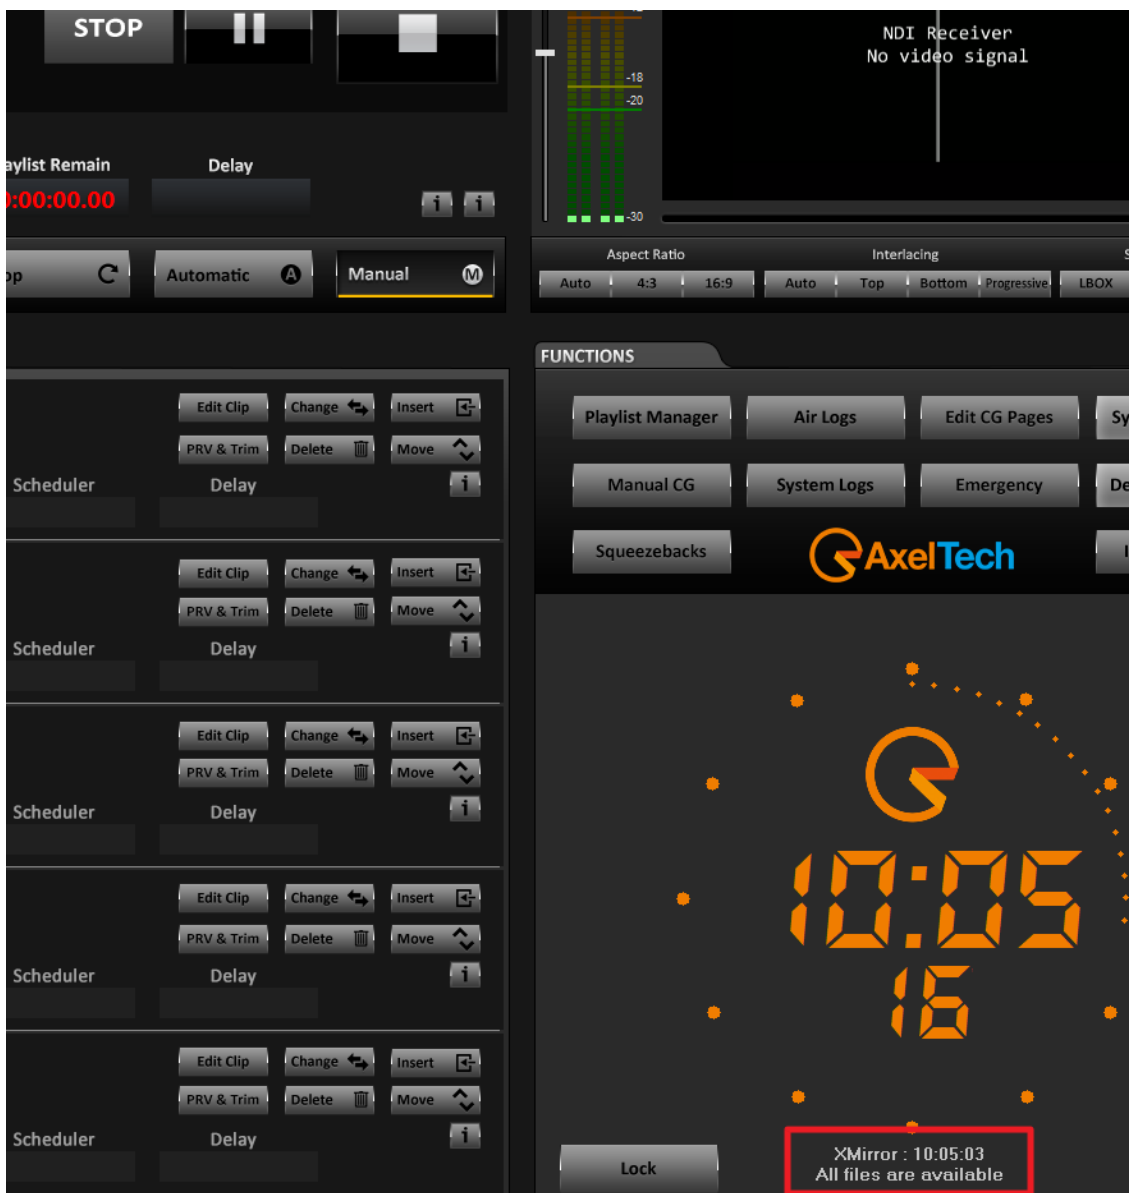 STOP
NDI Receiver
No video signal
-18
-20
-30
aylist Remain
Delay
0:00:00.00
i
i
op
Automatic
A
Manual
M
Aspect Ratio
Interlacing
S
Auto
4:3
16:9
Auto
Top
Bottom
Progressive
LBOX
FUNCTIONS
Playlist Manager
Air Logs
Edit CG Pages
Sy
Manual CG
System Logs
Emergency
De
Squeezebacks
AxelTech
Edit Clip
Change
Insert
PRV & Trim
Delete
Move
Scheduler
Delay
i
Edit Clip
Change
Insert
PRV & Trim
Delete
Move
Scheduler
Delay
i
Edit Clip
Change
Insert
PRV & Trim
Delete
Move
Scheduler
Delay
i
Edit Clip
Change
Insert
PRV & Trim
Delete
Move
Scheduler
Delay
i
Edit Clip
Change
Insert
PRV & Trim
Delete
Move
Scheduler
Delay
i
10:05
16
Lock
XMirror : 10:05:03
All files are available